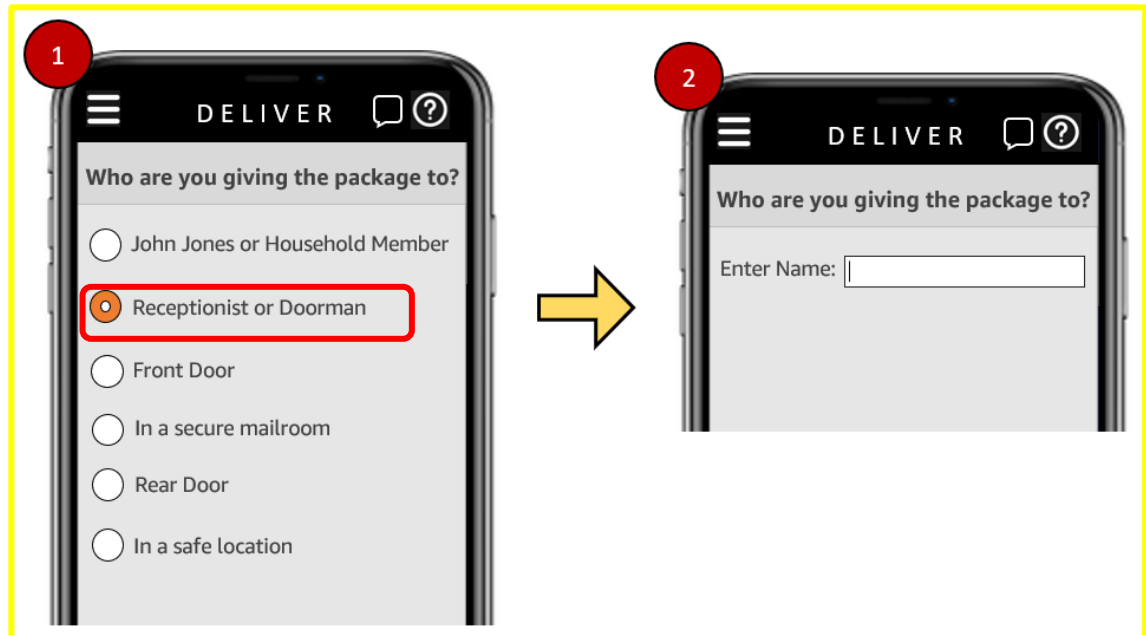 1
DELIVER
Who are you giving the package to?
John Jones or Household Member
Receptionist or Doorman
Front Door
In a secure mailroom
Rear Door
In a safe location
2
DELIVER
Who are you giving the package to?
Enter Name: